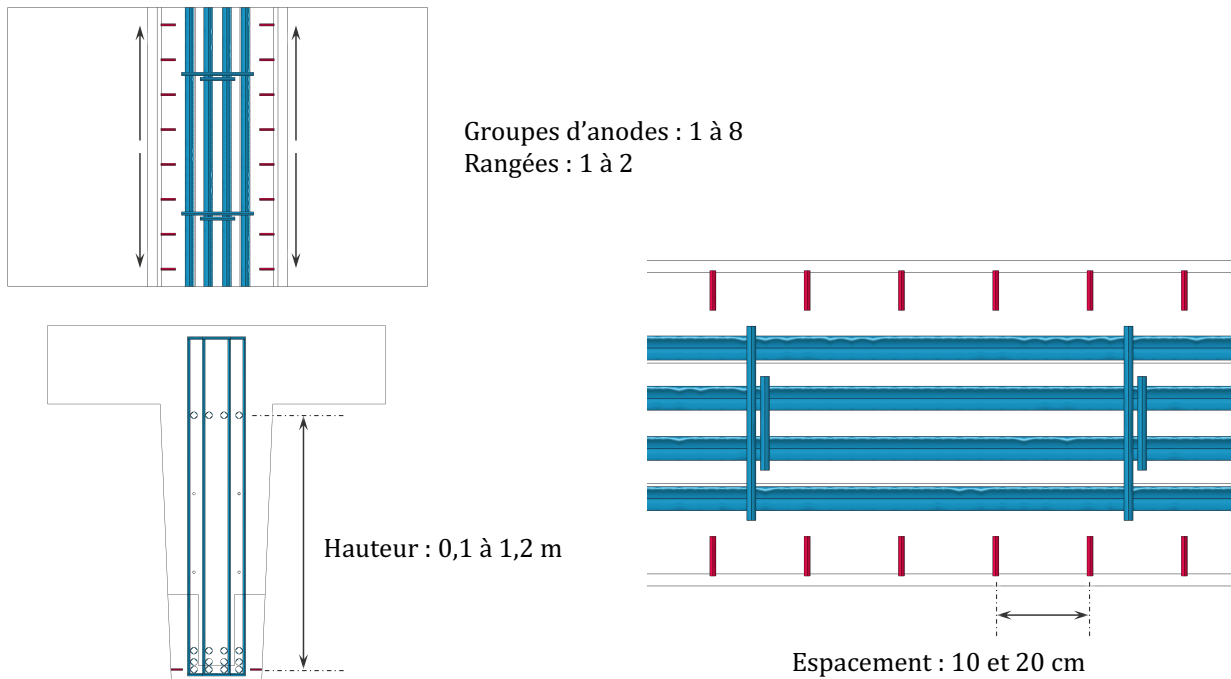 Groupes d’anodes : 1 à 8
Rangées : 1 à 2
Hauteur : 0,1 à 1,2 m
Espacement : 10 et 20 cm